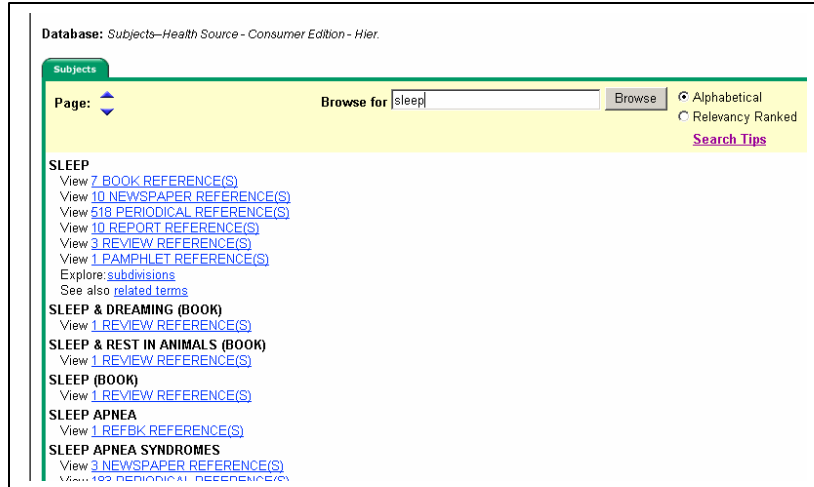 Database: Subjects--Health Source - Consumer Edition - Hier.
Subjects
Page: Browse for sleep Browse Alphabetical
Relevancy Ranked
Search Tips
SLEEP
View 7 BOOK REFERENCE(S)
View 10 NEWSPAPER REFERENCE(S)
View 518 PERIODICAL REFERENCE(S)
View 10 REPORT REFERENCE(S)
View 3 REVIEW REFERENCE(S)
View 1 PAMPHLET REFERENCE(S)
Explore:subdivisions
See also related terms
SLEEP & DREAMING (BOOK)
View 1 REVIEW REFERENCE(S)
SLEEP & REST IN ANIMALS (BOOK)
View 1 REVIEW REFERENCE(S)
SLEEP (BOOK)
View 1 REVIEW REFERENCE(S)
SLEEP APNEA
View 1 REFBK REFERENCE(S)
SLEEP APNEA SYNDROMES
View 3 NEWSPAPER REFERENCE(S)
View 183 PERIODICAL REFERENCE(S)